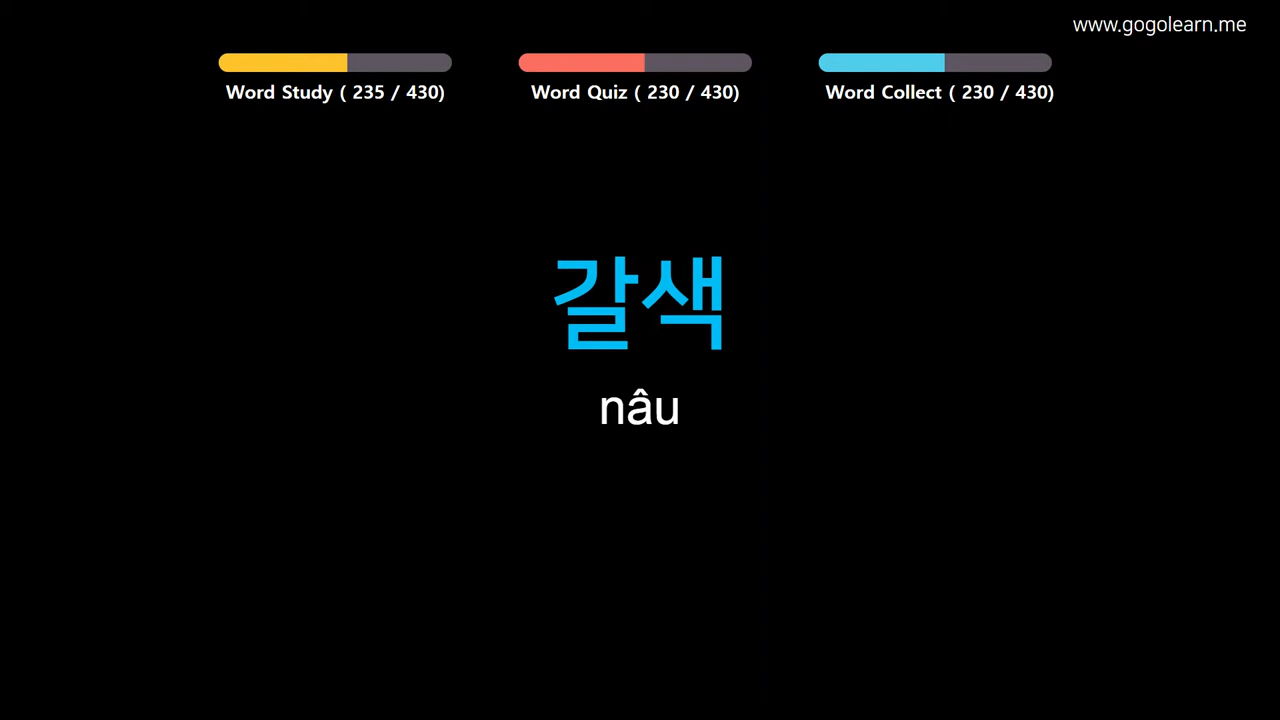 www.gogolearn.me
Word Study ( 235 / 430)
Word Quiz ( 230 / 430)
Word Collect ( 230 / 430)
갈색
nâu